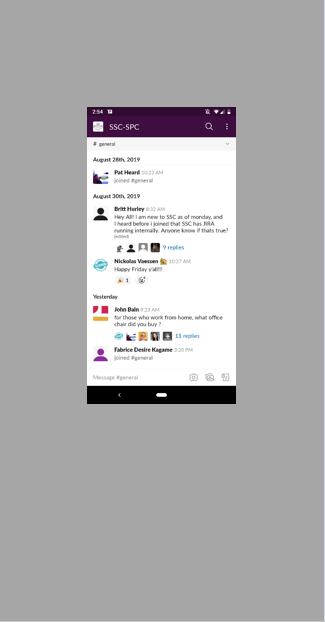 2:54
SSC-SPC
# general
August 28th, 2019
Pat Heard 10:23 AM
joined #general
August 30th, 2019
Britt Hurley 8:32 AM
Hey All! I am new to SSC as of monday, and
I heard before i joined that SSC has JIRA
running internally. Anyone know if thats true?
(edited)
9 replies
Nickolas Vaessen 10:27 AM
Happy Friday y'all!!!
1
Yesterday
John Bain 9:23 AM
for those who work from home, what office
chair did you buy ?
11 replies
Fabrice Desire Kagame 3:20 PM
joined #general
Message #general